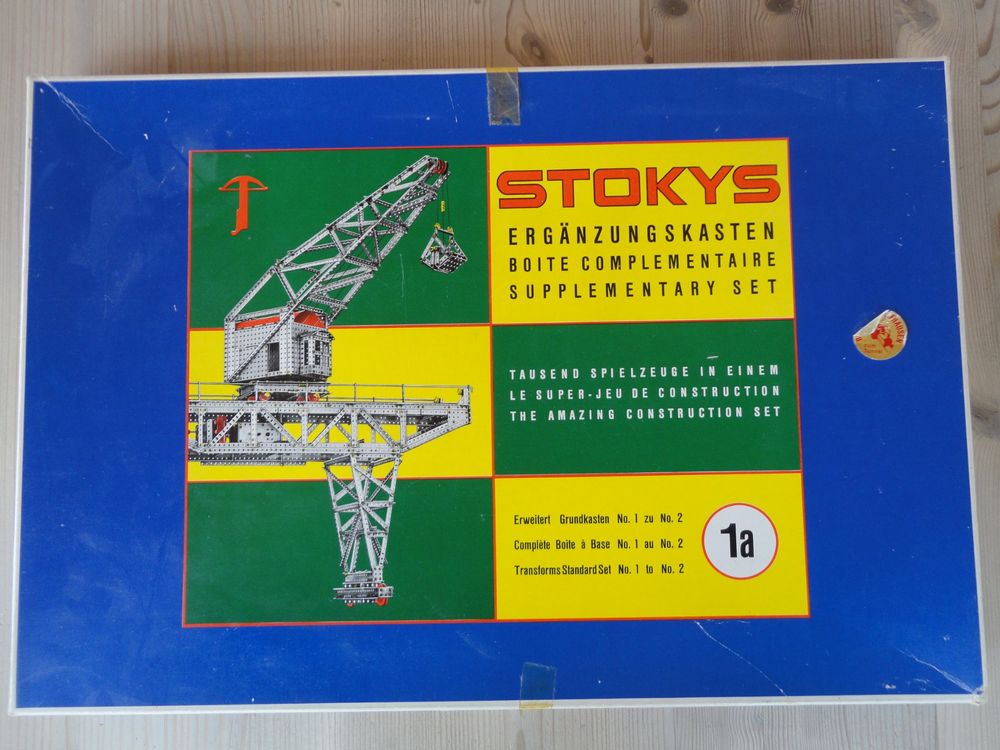 STOKYS
ERGÄNZUNGSKASTEN
BOITE COMPLEMENTAIRE
SUPPLEMENTARY SET
TAUSEND SPIELZEUGE IN EINEM
LE SUPER-JEU DE CONSTRUCTION
THE AMAZING CONSTRUCTION SET
Erweitert Grundkasten No. 1 zu No. 2
Complète Boite à Base No. 1 au No. 2
Transforms Standard Set No. 1 to No. 2
1a